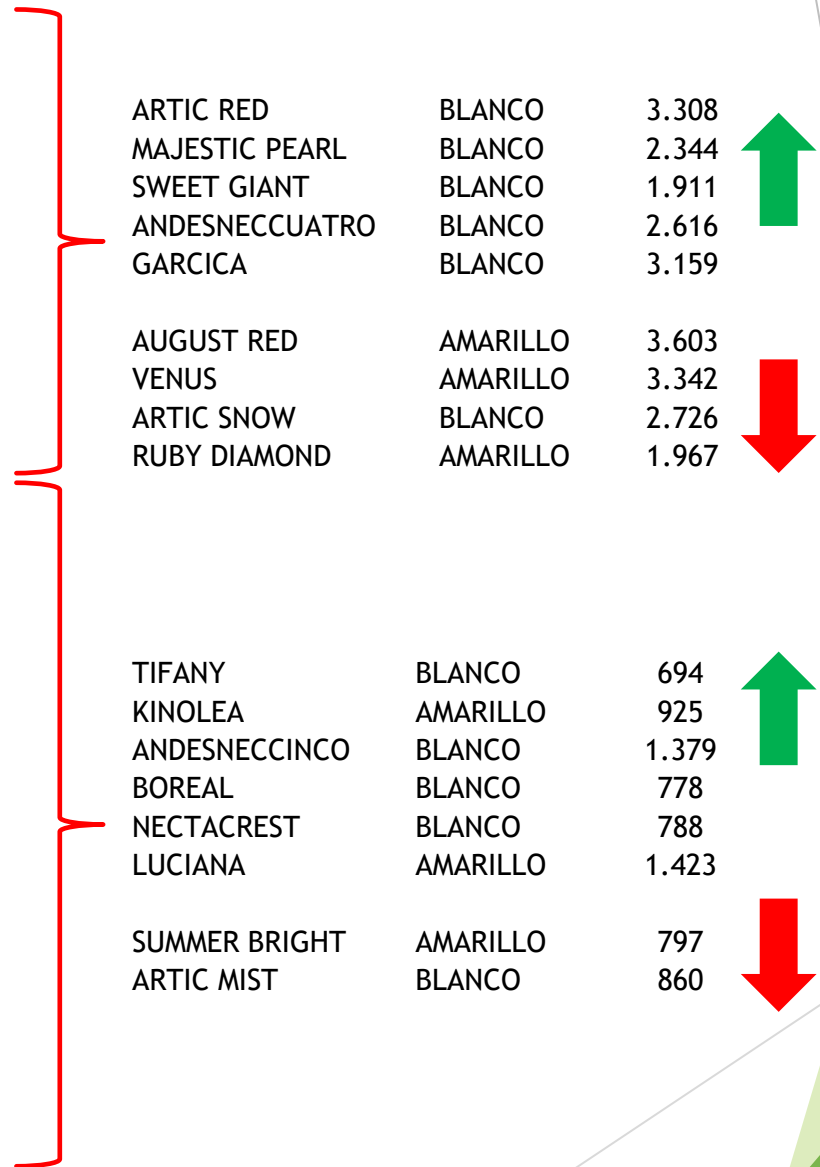 ARTIC RED BLANCO 3.308
MAJESTIC PEARL BLANCO 2.344
SWEET GIANT BLANCO 1.911
ANDESNECCUATRO BLANCO 2.616
GARCICA BLANCO 3.159
AUGUST RED AMARILLO 3.603
VENUS AMARILLO 3.342
ARTIC SNOW BLANCO 2.726
RUBY DIAMOND AMARILLO 1.967
TIFANY BLANCO 694
KINOLEA AMARILLO 925
ANDESNECCINCO BLANCO 1.379
BOREAL BLANCO 778
NECTACREST BLANCO 788
LUCIANA AMARILLO 1.423
SUMMER BRIGHT AMARILLO 797
ARTIC MIST BLANCO 860